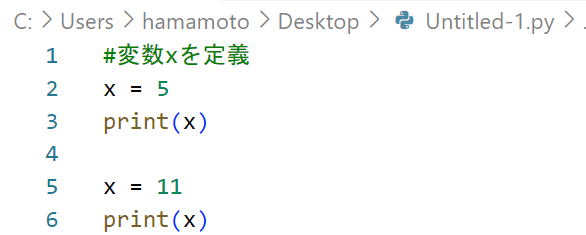 C: > Users > hamamoto > Desktop > Untitled-1.py > .
1 #変数xを定義
2 x = 5
3 print(x)
4
5 x = 11
6 print(x)